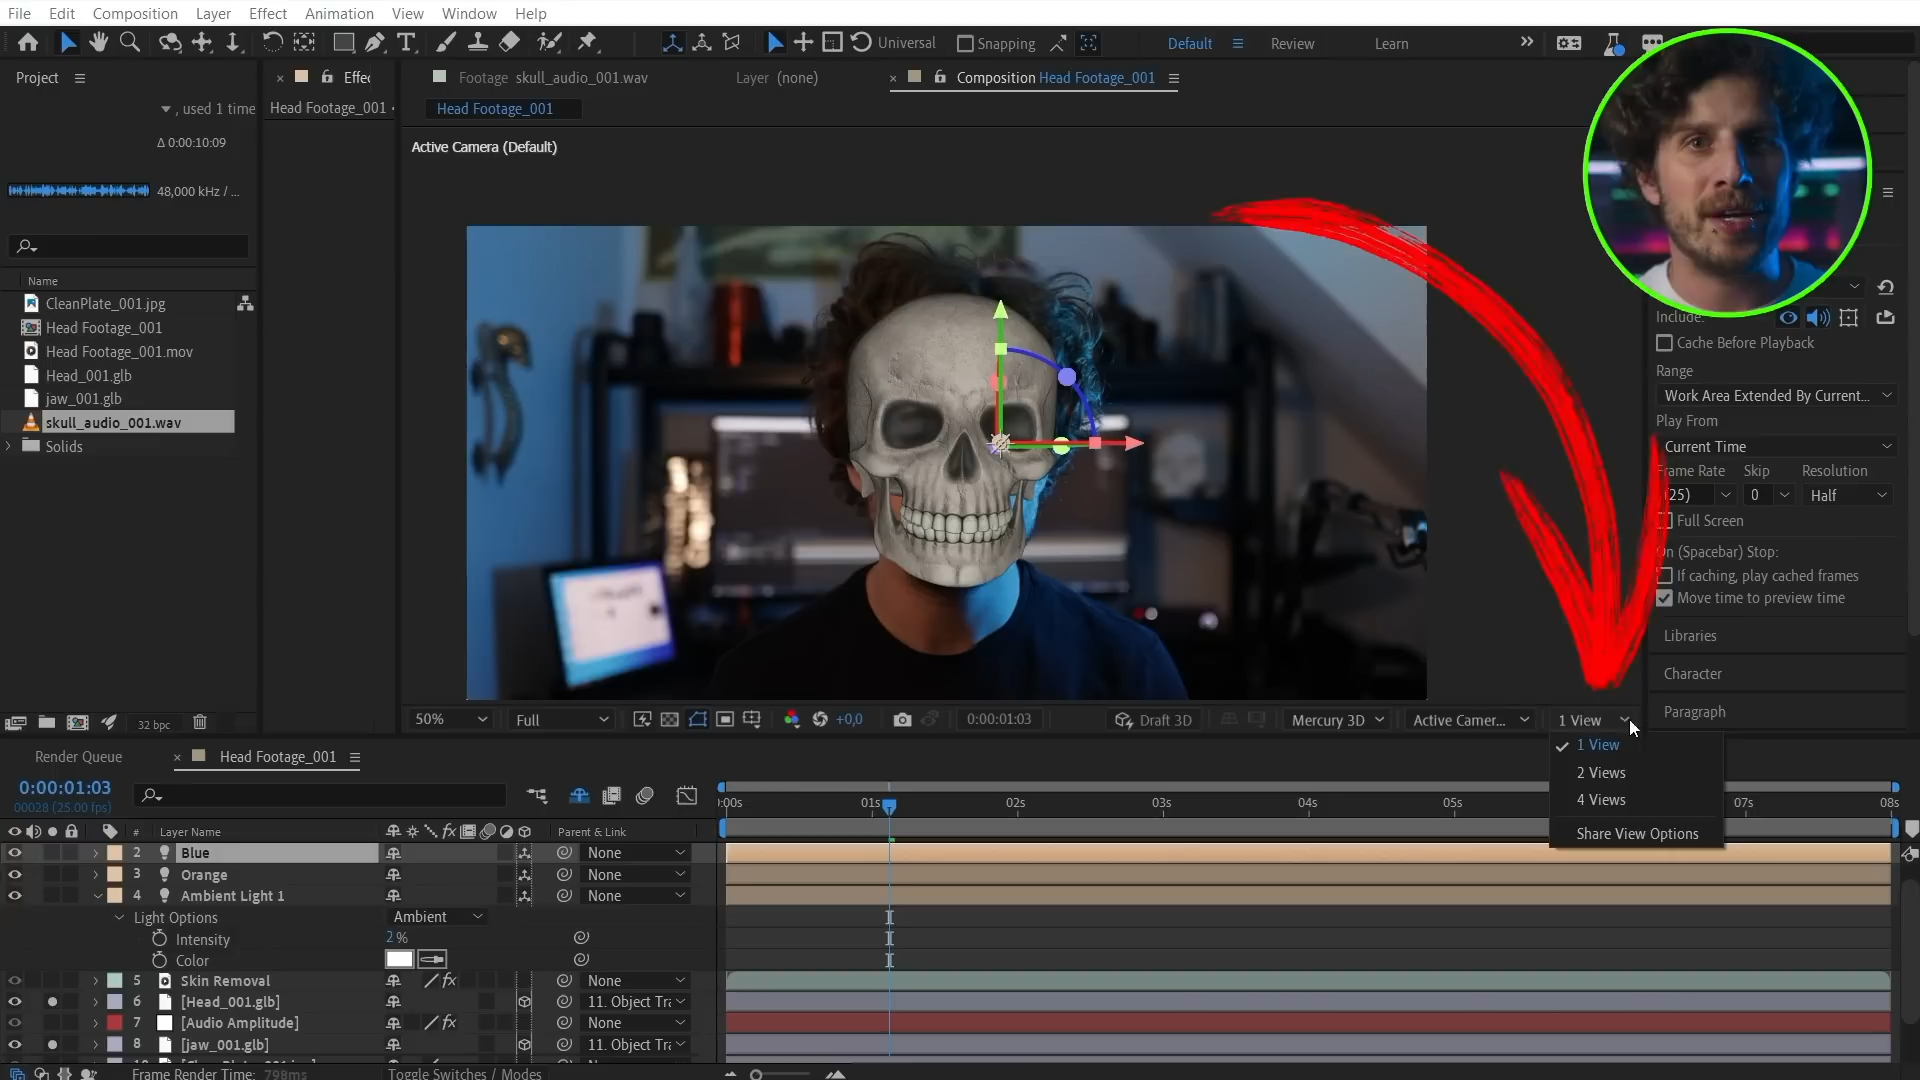 File Edit Composition Layer Effect Animation View Window Help
Universal Snapping Default Review Learn
Project Effec Footage skull_audio_001.wav Layer (none) Composition Head Footage_001
, used 1 time Head Footage_001 Head Footage_001
Δ 0:00:10:09
Active Camera (Default)
48,000 kHz / ...
Name
CleanPlate_001.jpg
Head Footage_001
Head Footage_001.mov
Head_001.glb
jaw_001.glb
skull_audio_001.wav
Solids
Include:
Cache Before Playback
Range
Work Area Extended By Current...
Play From
Current Time
Frame Rate Skip Resolution
25) 0 Half
Full Screen
On (Spacebar) Stop:
If caching, play cached frames
Move time to preview time
Libraries
Character
Paragraph
32 bpc 50% Full +0,0 0:00:01:03 Draft 3D Mercury 3D Active Camer... 1 View
1 View
2 Views
4 Views
Share View Options
Render Queue Head Footage_001
0:00:01:03
00028 (25.00 fps)
:00s 01s 02s 03s 04s 05s 07s 08s
# Layer Name fx Parent & Link
2 Blue None
3 Orange None
4 Ambient Light 1 None
Light Options Ambient
Intensity 2%
Color
5 Skin Removal fx None
6 [Head_001.glb] 11. Object Tra
7 [Audio Amplitude] fx None
8 [jaw_001.glb] 11. Object Tra
Frame Render Time: 798ms Toggle Switches / Modes